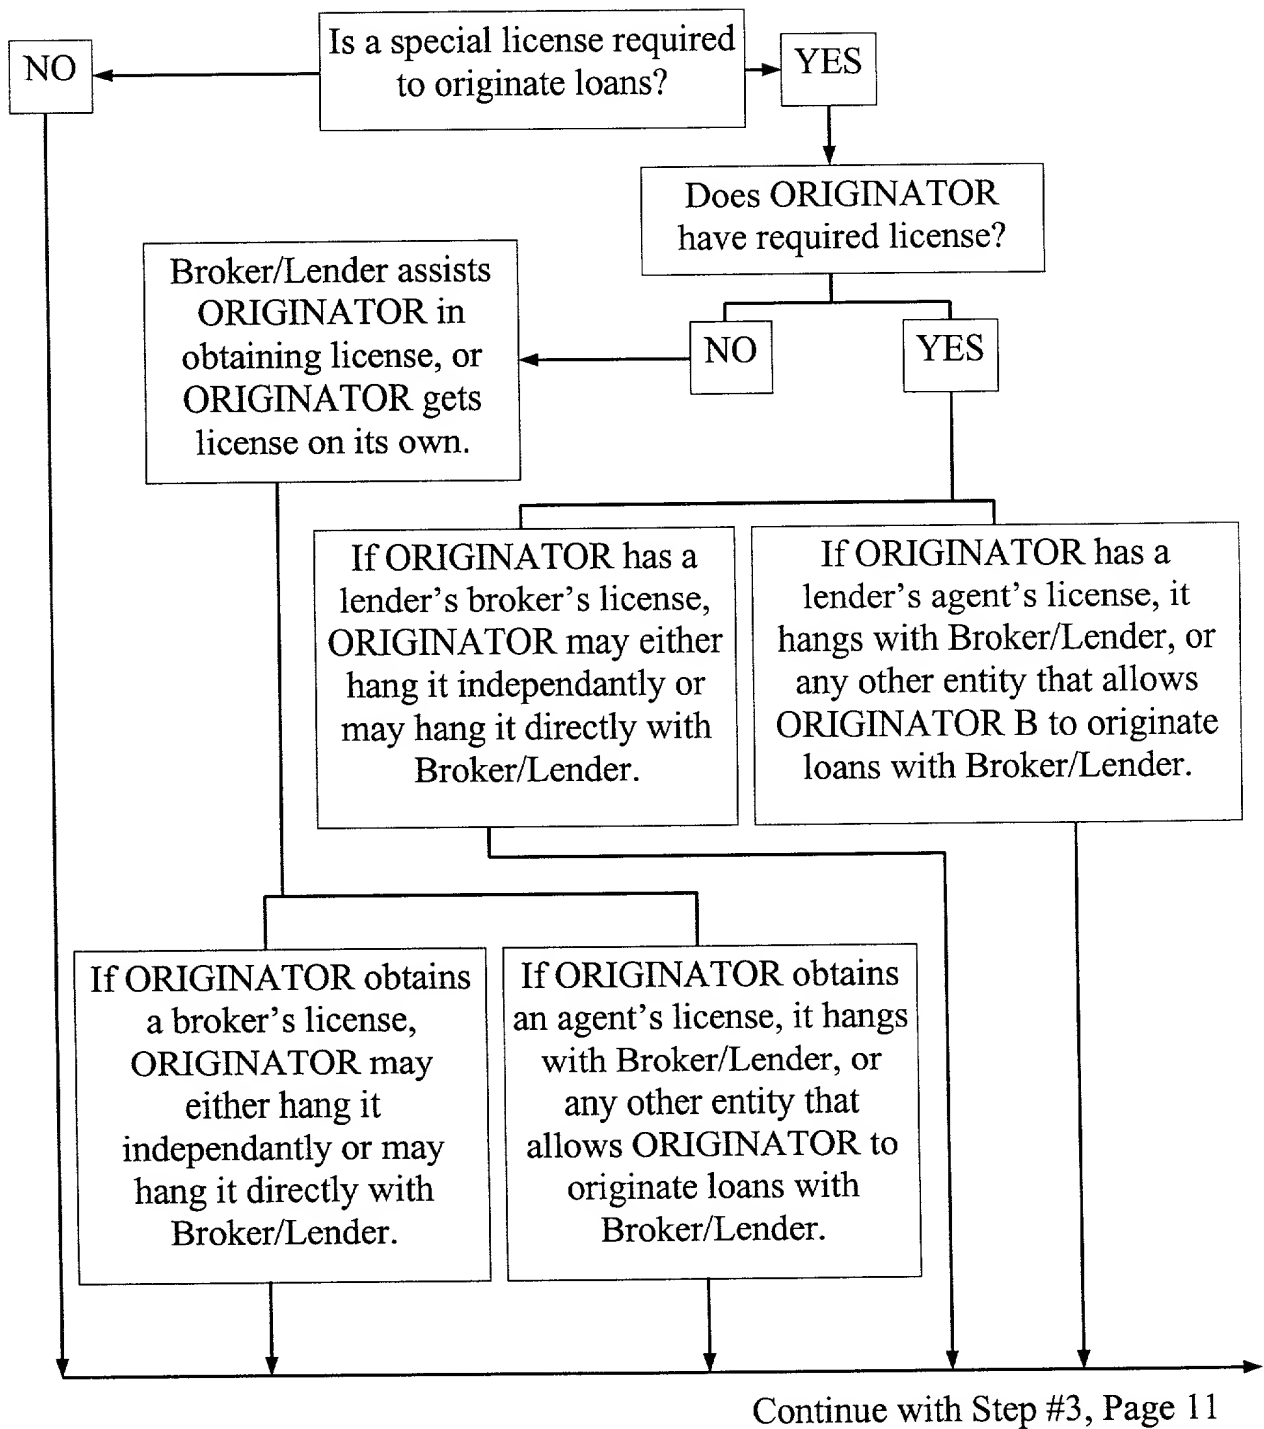 Is a special license required
to originate loans?
NO
YES
Does ORIGINATOR
have required license?
NO
YES
Broker/Lender assists
ORIGINATOR in
obtaining license, or
ORIGINATOR gets
license on its own.
If ORIGINATOR has a
lender's broker's license,
ORIGINATOR may either
hang it independantly or
may hang it directly with
Broker/Lender.
If ORIGINATOR has a
lender's agent's license, it
hangs with Broker/Lender, or
any other entity that allows
ORIGINATOR B to originate
loans with Broker/Lender.
If ORIGINATOR obtains
a broker's license,
ORIGINATOR may
either hang it
independantly or may
hang it directly with
Broker/Lender.
If ORIGINATOR obtains
an agent's license, it hangs
with Broker/Lender, or
any other entity that
allows ORIGINATOR to
originate loans with
Broker/Lender.
Continue with Step #3, Page 11